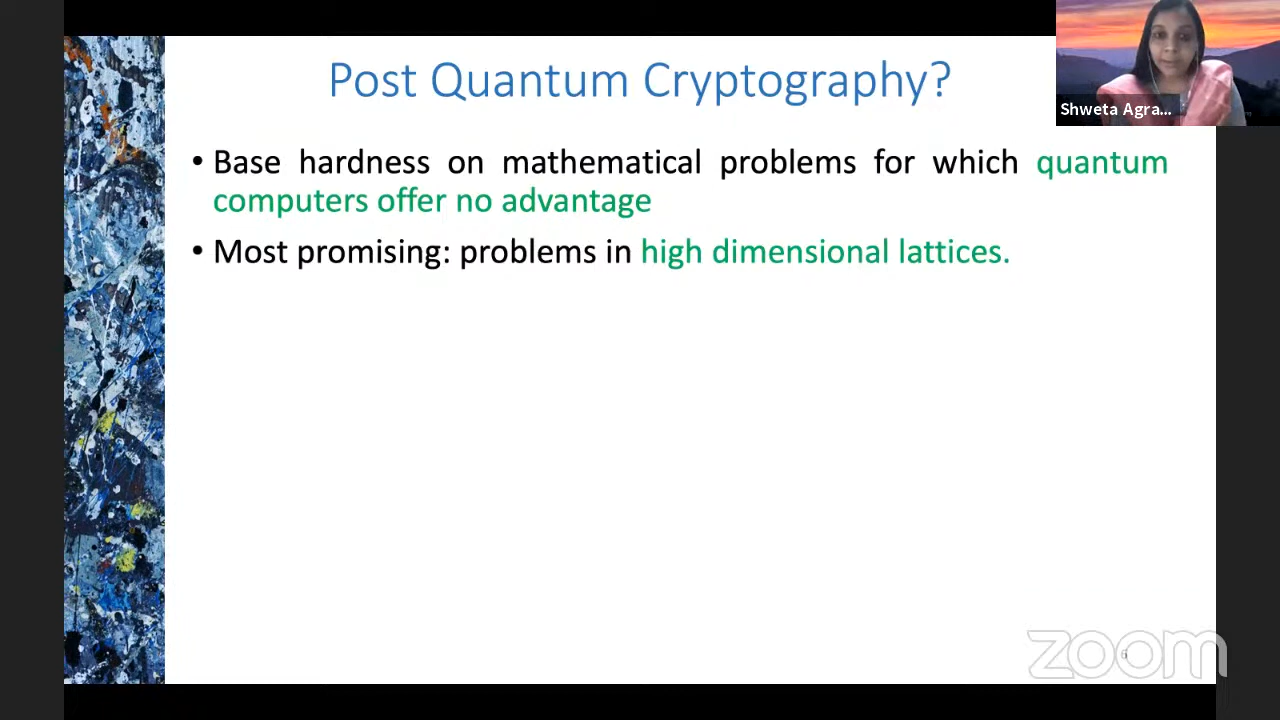 Post Quantum Cryptography?
Shweta Agra...
• Base hardness on mathematical problems for which quantum
computers offer no advantage
• Most promising: problems in high dimensional lattices.
zoom
6